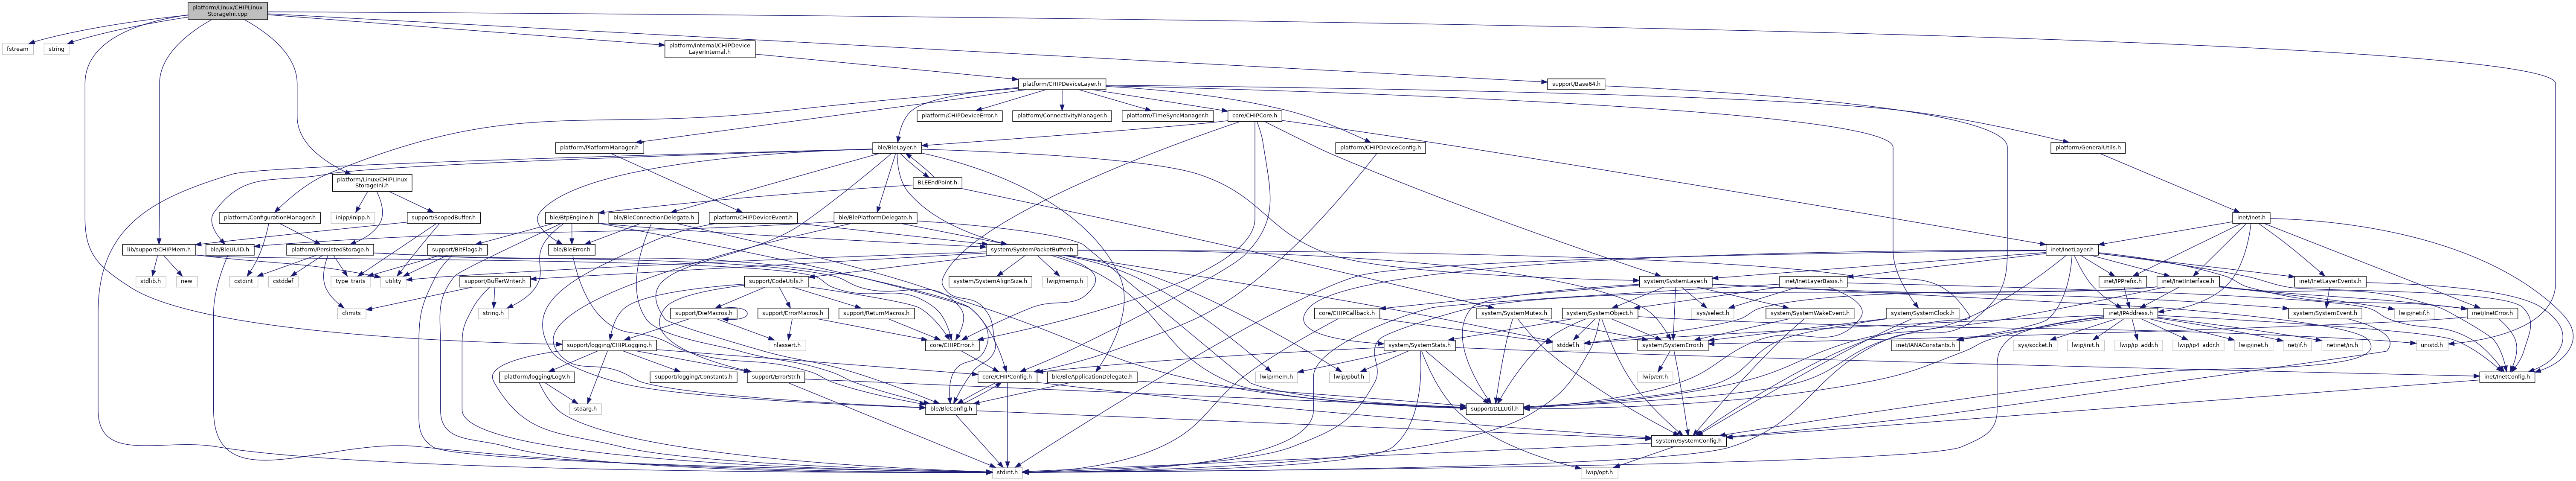 platform/Linux/CHIPLinux
StorageIni.cpp
fstream
string
platform/internal/CHIPDevice
LayerInternal.h
platform/CHIPDeviceLayer.h
support/Base64.h
platform/CHIPDeviceError.h
platform/ConnectivityManager.h
platform/TimeSyncManager.h
core/CHIPCore.h
platform/PlatformManager.h
ble/BleLayer.h
platform/CHIPDeviceConfig.h
platform/GeneralUtils.h
platform/Linux/CHIPLinux
StorageIni.h
BLEEndPoint.h
platform/ConfigurationManager.h
inipp/inipp.h
support/ScopedBuffer.h
ble/BtpEngine.h
ble/BleConnectionDelegate.h
platform/CHIPDeviceEvent.h
ble/BlePlatformDelegate.h
inet/Inet.h
lib/support/CHIPMem.h
ble/BleUUID.h
platform/PersistedStorage.h
support/BitFlags.h
ble/BleError.h
system/SystemPacketBuffer.h
inet/InetLayer.h
stdlib.h
new
cstdint
cstddef
type_traits
utility
support/BufferWriter.h
support/CodeUtils.h
system/SystemAlignSize.h
lwip/memp.h
system/SystemLayer.h
inet/InetLayerBasis.h
inet/IPPrefix.h
inet/InetInterface.h
inet/InetLayerEvents.h
climits
string.h
support/DieMacros.h
support/ErrorMacros.h
support/ReturnMacros.h
core/CHIPCallback.h
system/SystemMutex.h
system/SystemObject.h
sys/select.h
system/SystemWakeEvent.h
system/SystemClock.h
inet/IPAddress.h
system/SystemEvent.h
lwip/netif.h
inet/InetError.h
support/logging/CHIPLogging.h
nlassert.h
core/CHIPError.h
system/SystemStats.h
stddef.h
system/SystemError.h
inet/IANAConstants.h
sys/socket.h
lwip/init.h
lwip/ip_addr.h
lwip/ip4_addr.h
lwip/inet.h
net/if.h
netinet/in.h
unistd.h
platform/logging/LogV.h
support/logging/Constants.h
support/ErrorStr.h
core/CHIPConfig.h
ble/BleApplicationDelegate.h
lwip/mem.h
lwip/pbuf.h
lwip/err.h
inet/InetConfig.h
stdarg.h
ble/BleConfig.h
support/DLLUtil.h
system/SystemConfig.h
stdint.h
lwip/opt.h